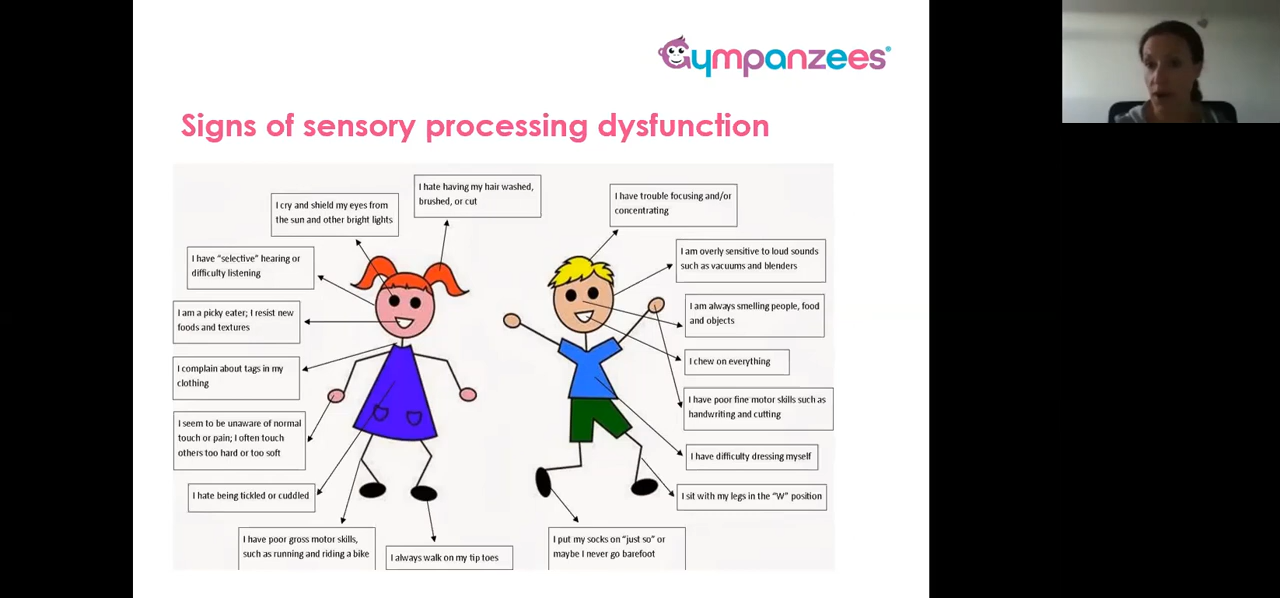 Gympanzees®
Signs of sensory processing dysfunction
I hate having my hair washed,
brushed, or cut
I cry and shield my eyes from
the sun and other bright lights
I have "selective" hearing or
difficulty listening
I am a picky eater; I resist new
foods and textures
I complain about tags in my
clothing
I seem to be unaware of normal
touch or pain; I often touch
others too hard or too soft
I hate being tickled or cuddled
I have poor gross motor skills,
such as running and riding a bike
I always walk on my tip toes
I have trouble focusing and/or
concentrating
I am overly sensitive to loud sounds
such as vacuums and blenders
I am always smelling people, food
and objects
I chew on everything
I have poor fine motor skills such as
handwriting and cutting
I have difficulty dressing myself
I sit with my legs in the "W" position
I put my socks on "just so" or
maybe I never go barefoot